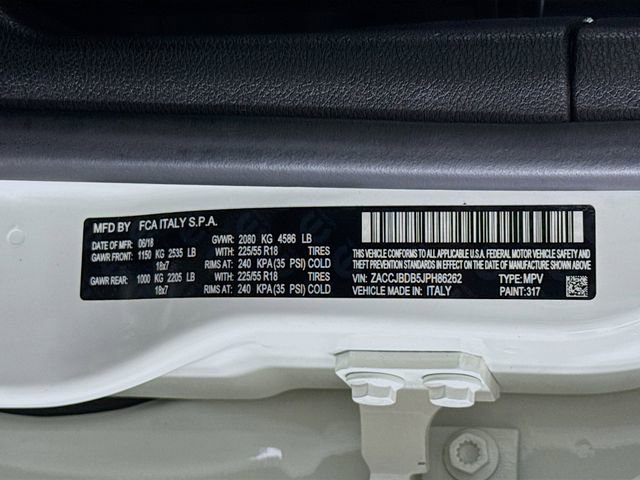 MFD BY FCA ITALY S.P.A.
DATE OF MFR: 06/18 GVWR: 2080 KG 4586 LB
GAWR FRONT: 1150 KG 2535 LB WITH: 225/55 R18 TIRES
18x7 RIMS AT: 240 KPA (35 PSI) COLD
GAWR REAR: 1000 KG 2205 LB WITH: 225/55 R18 TIRES
18x7 RIMS AT: 240 KPA (35 PSI) COLD
THIS VEHICLE CONFORMS TO ALL APPLICABLE U.S.A. FEDERAL MOTOR VEHICLE SAFETY,
BUMPER, AND THEFT PREVENTION STANDARDS IN EFFECT ON THE DATE OF MANUFACTURE SHOWN ABOVE.
VIN: ZACCJBDB5JPH86262 TYPE: MPV
VEHICLE MADE IN: ITALY PAINT: 317